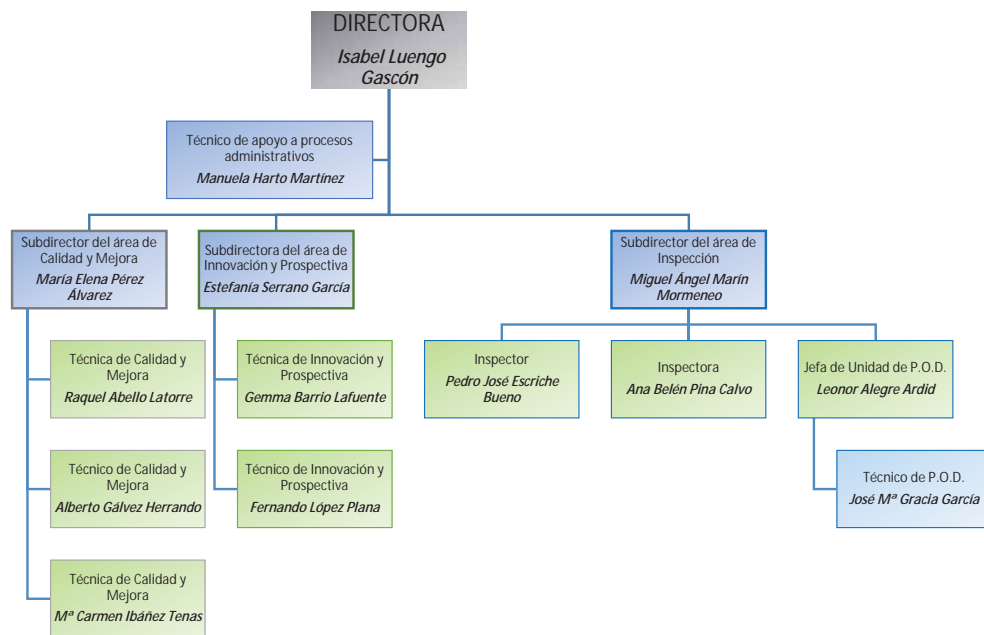 DIRECTORA
Isabel Luengo
Gascón
Técnico de apoyo a procesos
administrativos
Manuela Harto Martínez
Subdirector del área de
Calidad y Mejora
María Elena Pérez
Álvarez
Subdirectora del área de
Innovación y Prospectiva
Estefanía Serrano García
Subdirector del área de
Inspección
Miguel Ángel Marín
Mormeneo
Técnica de Calidad y
Mejora
Raquel Abello Latorre
Técnica de Innovación y
Prospectiva
Gemma Barrio Lafuente
Inspector
Pedro José Escriche
Bueno
Inspectora
Ana Belén Pina Calvo
Jefa de Unidad de P.O.D.
Leonor Alegre Ardid
Técnico de Calidad y
Mejora
Alberto Gálvez Herrando
Técnico de Innovación y
Prospectiva
Fernando López Plana
Técnico de P.O.D.
José Mª Gracia García
Técnica de Calidad y
Mejora
Mª Carmen Ibáñez Tenas